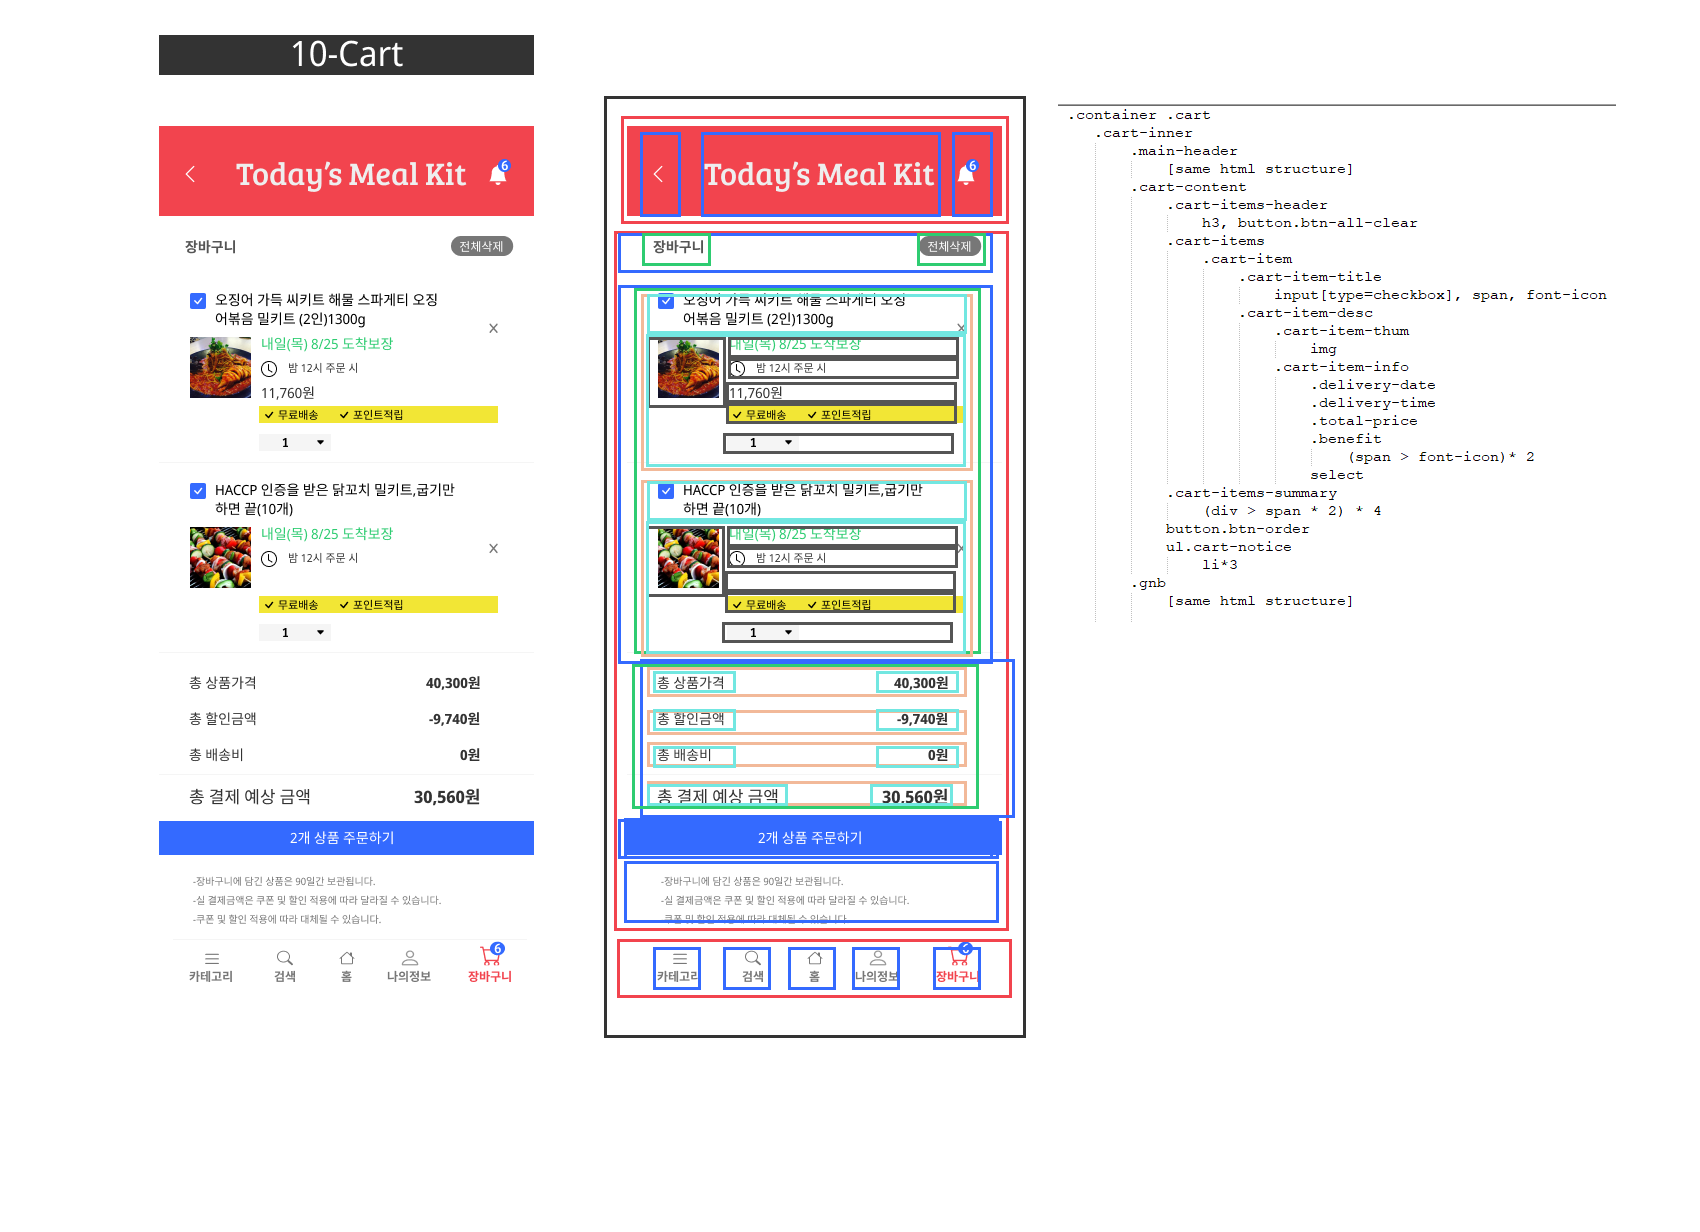 10-Cart
Today's Meal Kit
6
장바구니
전체삭제
오징어 가득 씨키트 해물 스파게티 오징
어볶음 밀키트 (2인)1300g
내일(목) 8/25 도착보장
밤 12시 주문 시
11,760원
무료배송 포인트적립
1
HACCP 인증을 받은 닭꼬치 밀키트,굽기만
하면 끝(10개)
내일(목) 8/25 도착보장
밤 12시 주문 시
무료배송 포인트적립
1
총 상품가격 40,300원
총 할인금액 -9,740원
총 배송비 0원
총 결제 예상 금액 30,560원
2개 상품 주문하기
-장바구니에 담긴 상품은 90일간 보관됩니다.
-실 결제금액은 쿠폰 및 할인 적용에 따라 달라질 수 있습니다.
-쿠폰 및 할인 적용에 따라 대체될 수 있습니다.
6
카테고리 검색 홈 나의정보 장바구니
Today's Meal Kit
6
장바구니
전체삭제
오징어 가득 씨키트 해물 스파게티 오징
어볶음 밀키트 (2인)1300g
내일(목) 8/25 도착보장
밤 12시 주문 시
11,760원
무료배송 포인트적립
1
HACCP 인증을 받은 닭꼬치 밀키트,굽기만
하면 끝(10개)
내일(목) 8/25 도착보장
밤 12시 주문 시
무료배송 포인트적립
1
총 상품가격 40,300원
총 할인금액 -9,740원
총 배송비 0원
총 결제 예상 금액 30,560원
2개 상품 주문하기
-장바구니에 담긴 상품은 90일간 보관됩니다.
-실 결제금액은 쿠폰 및 할인 적용에 따라 달라질 수 있습니다.
-쿠폰 및 할인 적용에 따라 대체될 수 있습니다.
6
카테고리 검색 홈 나의정보 장바구니
.container .cart
.cart-inner
.main-header
[same html structure]
.cart-content
.cart-items-header
h3, button.btn-all-clear
.cart-items
.cart-item
.cart-item-title
input[type=checkbox], span, font-icon
.cart-item-desc
.cart-item-thum
img
.cart-item-info
.delivery-date
.delivery-time
.total-price
.benefit
(span > font-icon)* 2
select
.cart-items-summary
(div > span * 2) * 4
button.btn-order
ul.cart-notice
li*3
.gnb
[same html structure]